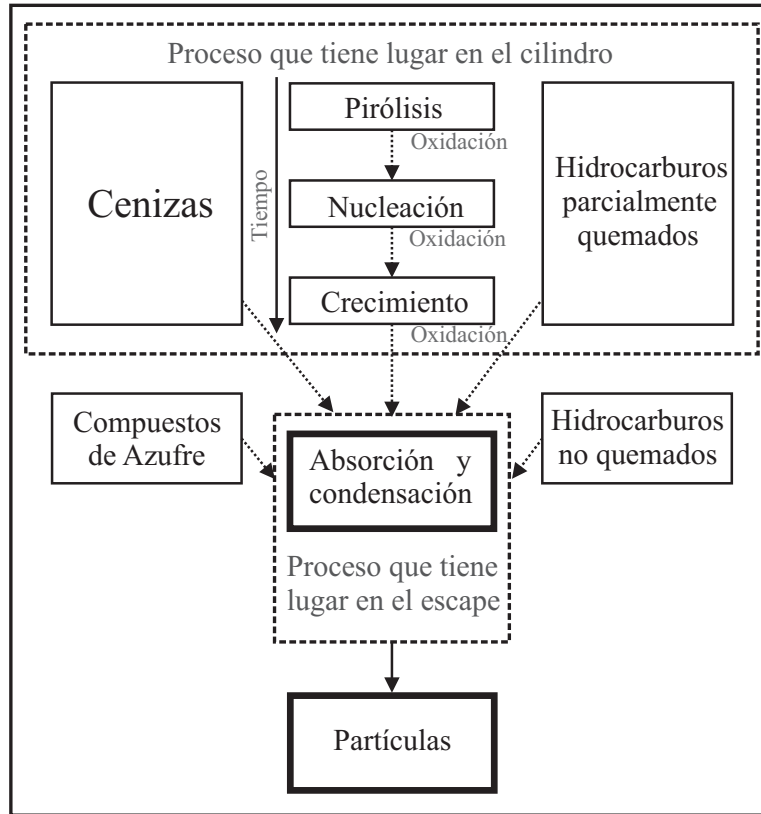 Proceso que tiene lugar en el cilindro
Cenizas
Tiempo
Pirólisis
Oxidación
Nucleación
Oxidación
Crecimiento
Oxidación
Hidrocarburos
parcialmente
quemados
Compuestos
de Azufre
Absorción y
condensación
Hidrocarburos
no quemados
Proceso que tiene
lugar en el escape
Partículas